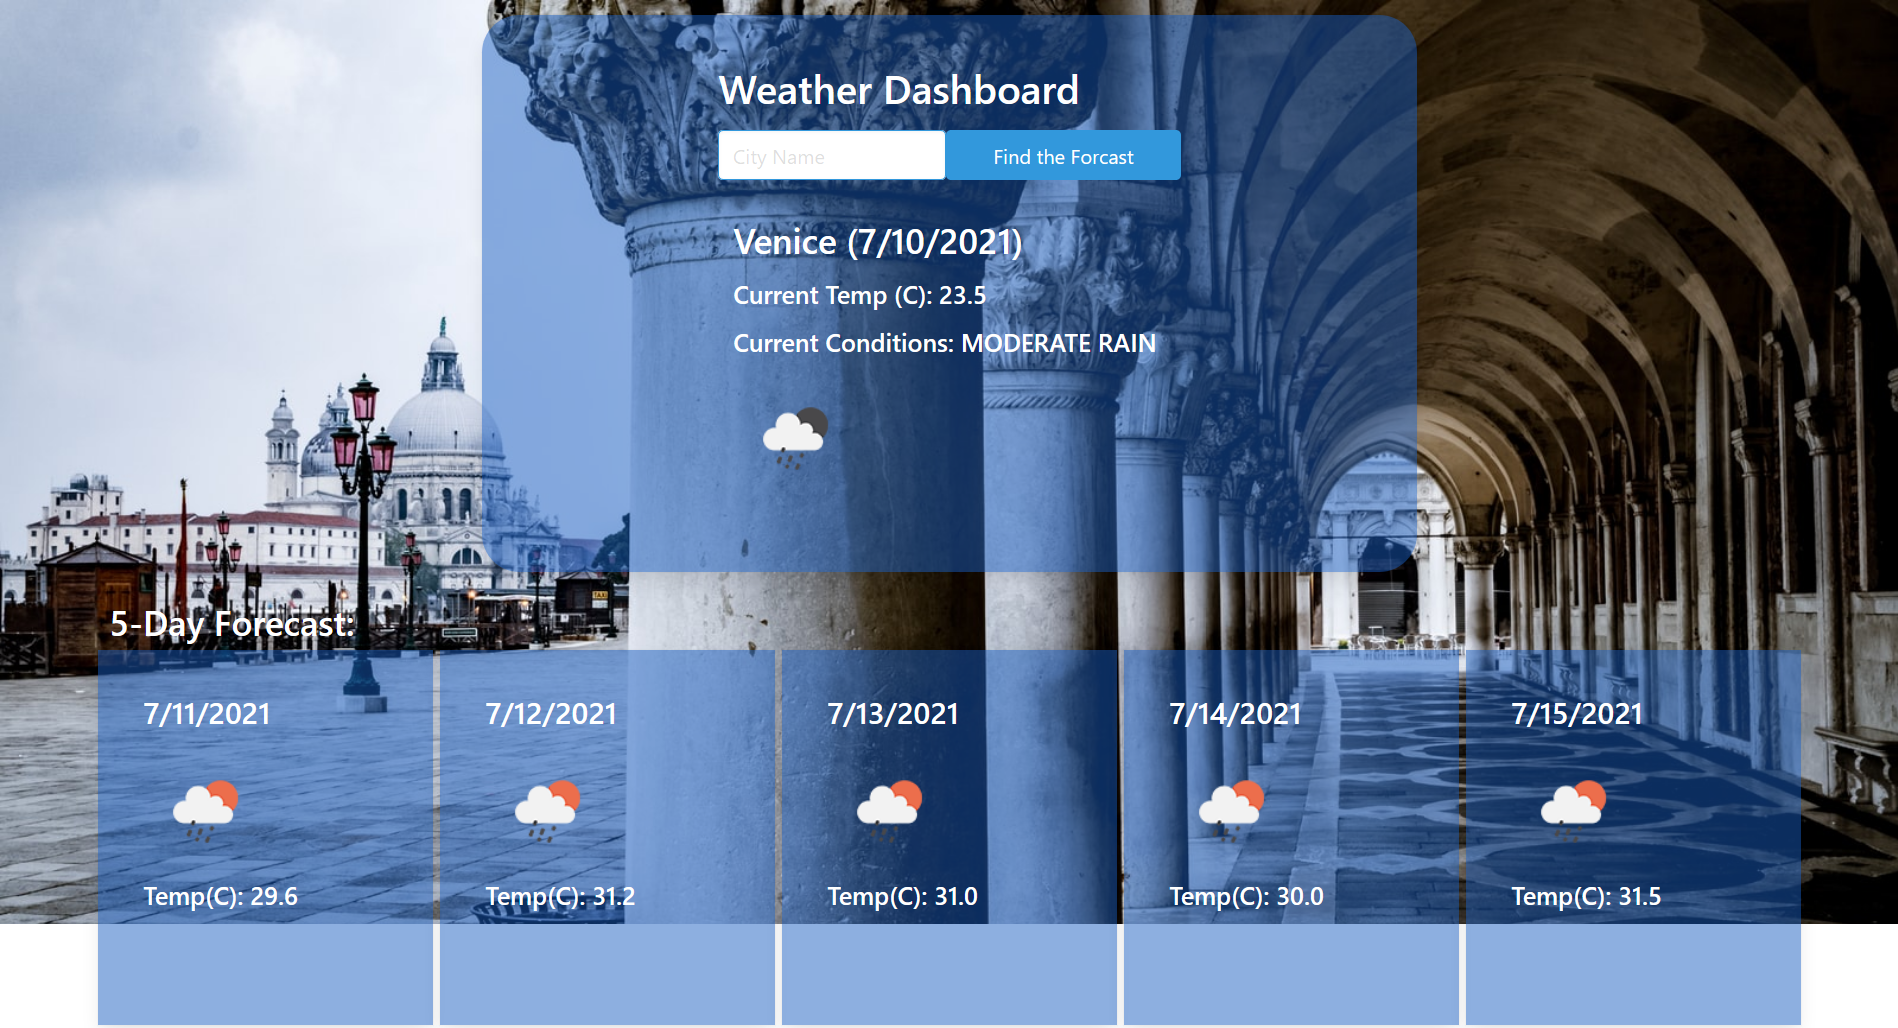 Weather Dashboard
City Name
Find the Forcast
Venice (7/10/2021)
Current Temp (C): 23.5
Current Conditions: MODERATE RAIN
TAXI
5-Day Forecast:
7/11/2021
7/12/2021
7/13/2021
7/14/2021
7/15/2021
Temp(C): 29.6
Temp(C): 31.2
Temp(C): 31.0
Temp(C): 30.0
Temp(C): 31.5